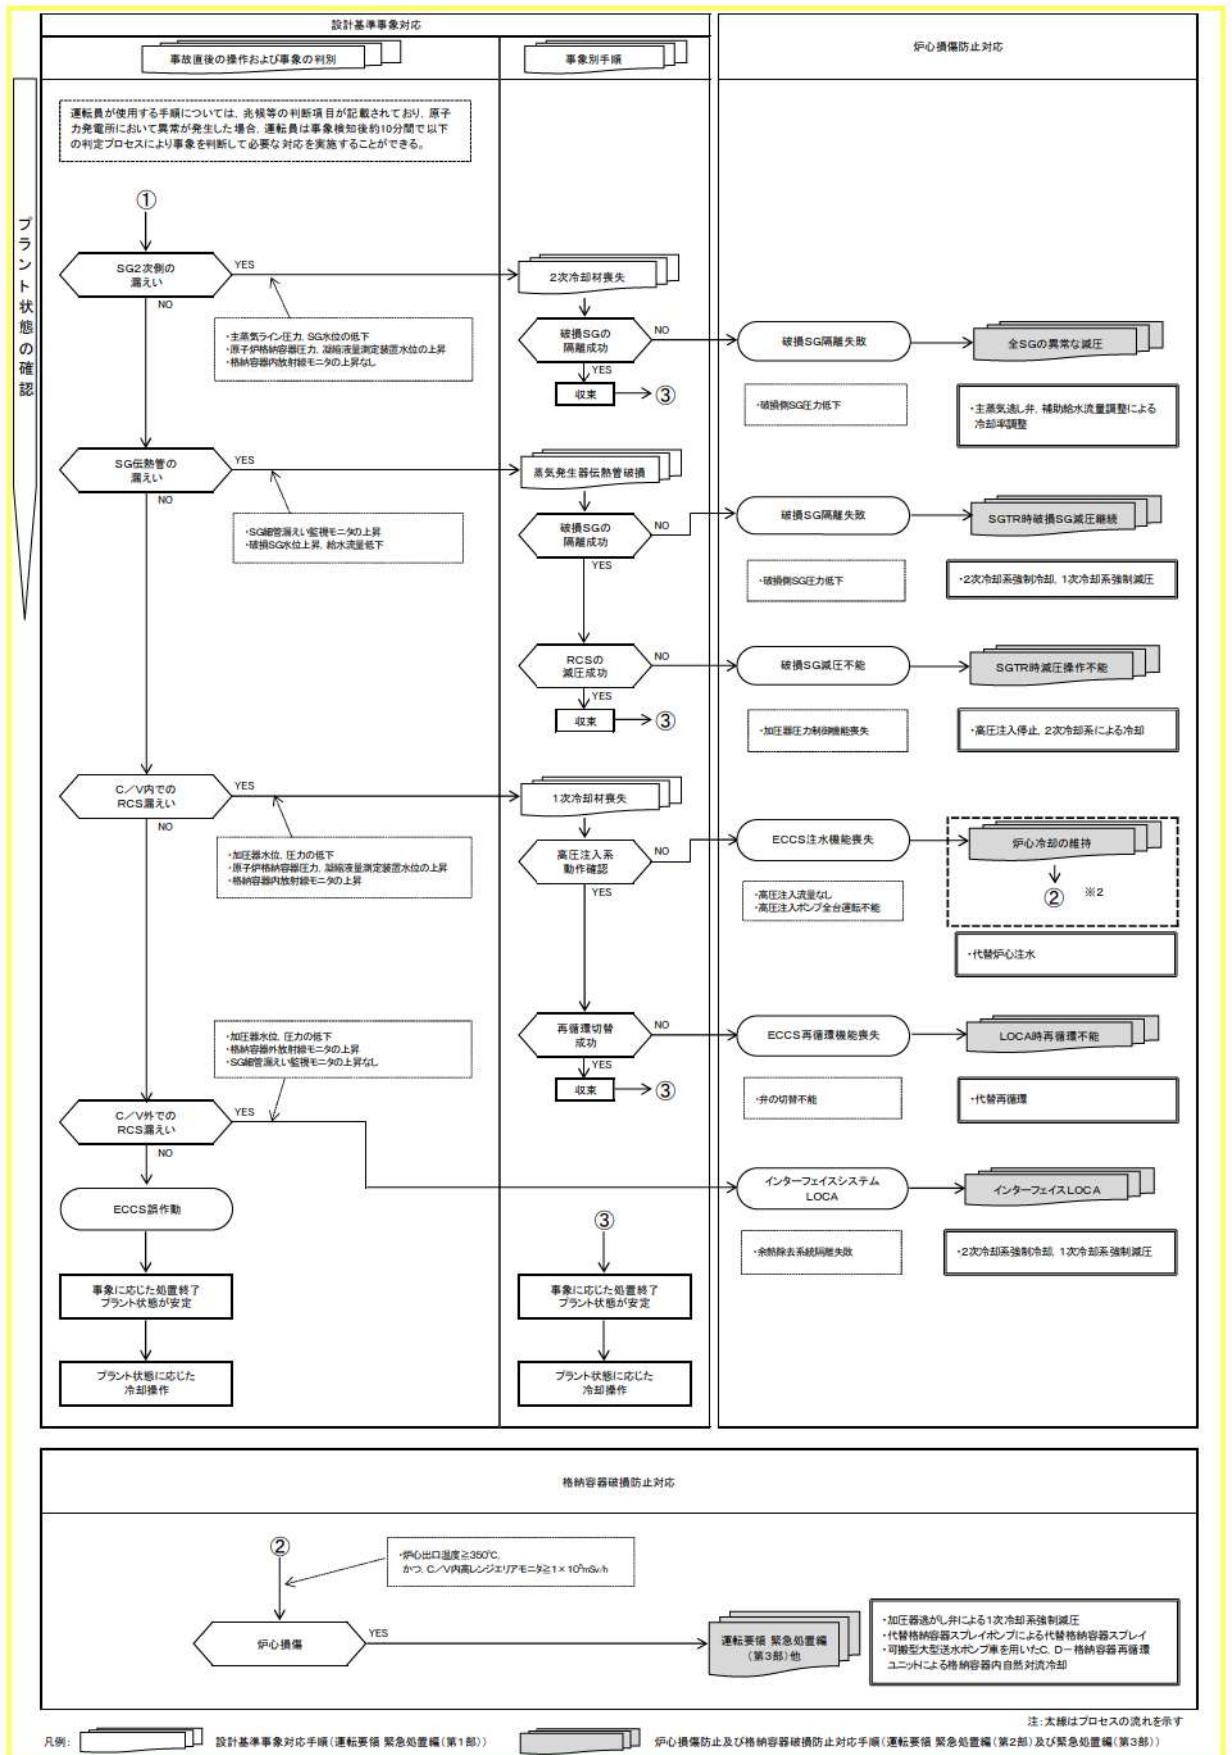 設計基準事象対応
事故直後の操作および事象の判別
事象別手順
炉心損傷防止対応
プラント状態の確認
運転員が使用する手順については、兆候等の判断項目が記載されており、原子
力発電所において異常が発生した場合、運転員は事象検知後約10分間で以下
の判定プロセスにより事象を判断して必要な対応を実施することができる。
①
SG2次側の
漏えい
YES
NO
・主蒸気ライン圧力、SG水位の低下
・原子炉格納容器圧力、凝縮液量測定装置水位の上昇
・格納容器内放射線モニタの上昇なし
2次冷却材喪失
破損SGの
隔離成功
NO
YES
収束
③
破損SG隔離失敗
全SGの異常な減圧
・破損側SG圧力低下
・主蒸気逃し弁、補助給水流量調整による
冷却率調整
SG伝熱管の
漏えい
YES
NO
・SG細管漏えい監視モニタの上昇
・破損SG水位上昇、給水流量低下
蒸気発生器伝熱管破損
破損SGの
隔離成功
NO
YES
破損SG隔離失敗
SGTR時破損SG減圧継続
・破損側SG圧力低下
・2次冷却系強制冷却、1次冷却系強制減圧
RCSの
減圧成功
NO
YES
収束
③
破損SG減圧不能
SGTR時減圧操作不能
・加圧器圧力制御機能喪失
・高圧注入停止、2次冷却系による冷却
C／V内での
RCS漏えい
YES
NO
・加圧器水位、圧力の低下
・原子炉格納容器圧力、凝縮液量測定装置水位の上昇
・格納容器内放射線モニタの上昇
1次冷却材喪失
高圧注入系
動作確認
NO
YES
ECCS注水機能喪失
炉心冷却の維持
② ※2
・高圧注入流量なし
・高圧注入ポンプ全台運転不能
・代替炉心注水
再循環切替
成功
NO
YES
収束
③
ECCS再循環機能喪失
LOCA時再循環不能
・弁の切替不能
・代替再循環
・加圧器水位、圧力の低下
・格納容器外放射線モニタの上昇
・SG細管漏えい監視モニタの上昇なし
C／V外での
RCS漏えい
YES
NO
インターフェイスシステム
LOCA
インターフェイスLOCA
・余熱除去系統隔離失敗
・2次冷却系強制冷却、1次冷却系強制減圧
ECCS誤作動
事象に応じた処置終了
プラント状態が安定
プラント状態に応じた
冷却操作
③
事象に応じた処置終了
プラント状態が安定
プラント状態に応じた
冷却操作
格納容器破損防止対応
②
・炉心出口温度≧350℃、
かつ、C／V内高レンジエリアモニタ≧1×10⁵mSv/h
炉心損傷
YES
運転要領 緊急処置編
（第3部）他
・加圧器逃がし弁による1次冷却系強制減圧
・代替格納容器スプレイポンプによる代替格納容器スプレイ
・可搬型大型送水ポンプ車を用いたC、D－格納容器再循環
ユニットによる格納容器内自然対流冷却
注：太線はプロセスの流れを示す
凡例：
設計基準事象対応手順（運転要領 緊急処置編（第1部））
炉心損傷防止及び格納容器破損防止対応手順（運転要領 緊急処置編（第2部）及び緊急処置編（第3部））